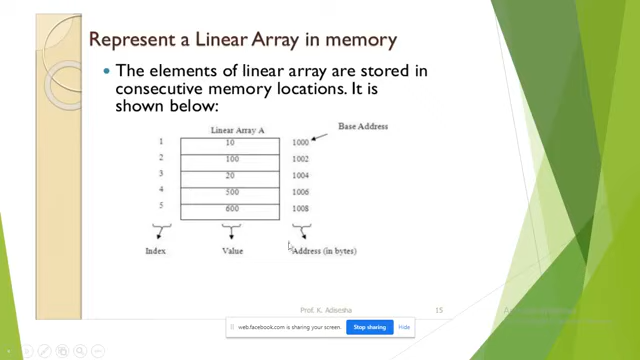 Represent a Linear Array in memory
The elements of linear array are stored in
consecutive memory locations. It is
shown below:
Linear Array A
Base Address
1 10 1000
2 100 1002
3 20 1004
4 500 1006
5 600 1008
Index Value Address (in bytes)
Prof. K. Adisesha 15
web.facebook.com is sharing your screen. Stop sharing Hide